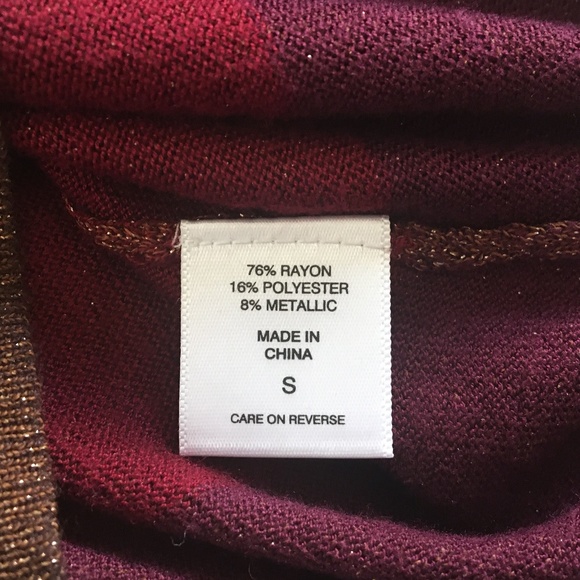 76% RAYON
16% POLYESTER
8% METALLIC
MADE IN
CHINA
S
CARE ON REVERSE